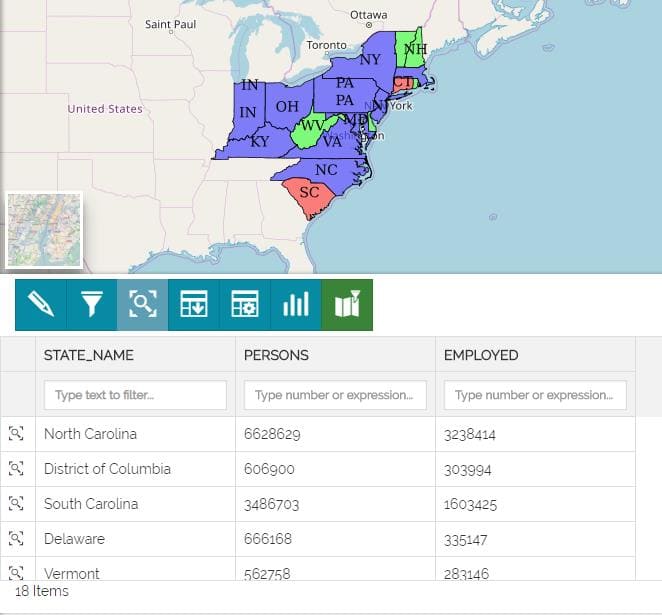 Ottawa
Saint Paul
Toronto
NH
NY
IN
PA
CT
United States
OH
PA
IN
York
WV
MD
KY
VA
NC
SC
STATE_NAME PERSONS EMPLOYED
Type text to filter... Type number or expression... Type number or expression...
North Carolina 6628629 3238414
District of Columbia 606900 303994
South Carolina 3486703 1603425
Delaware 666168 335147
Vermont 562758 283146
18 Items